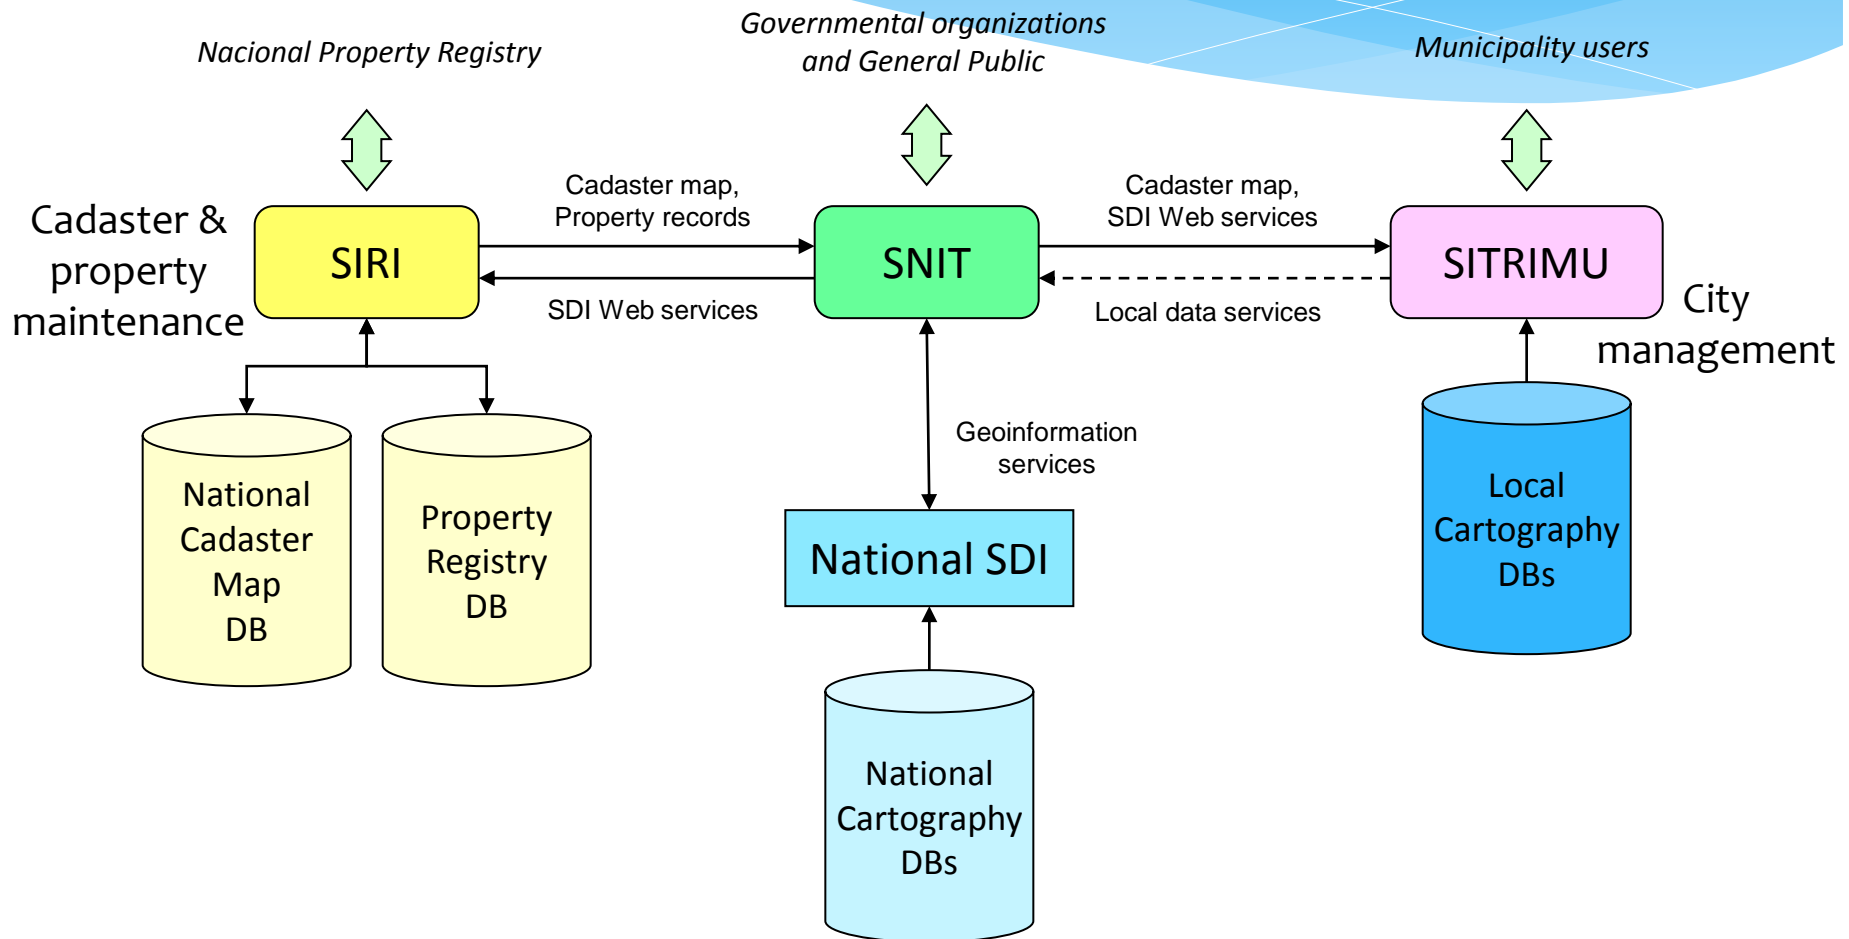 Nacional Property Registry
Governmental organizations
and General Public
Municipality users
Cadaster &
property
maintenance
SIRI
Cadaster map,
Property records
SDI Web services
SNIT
Cadaster map,
SDI Web services
Local data services
SITRIMU
City
management
National
Cadaster
Map
DB
Property
Registry
DB
Geoinformation
services
National SDI
National
Cartography
DBs
Local
Cartography
DBs